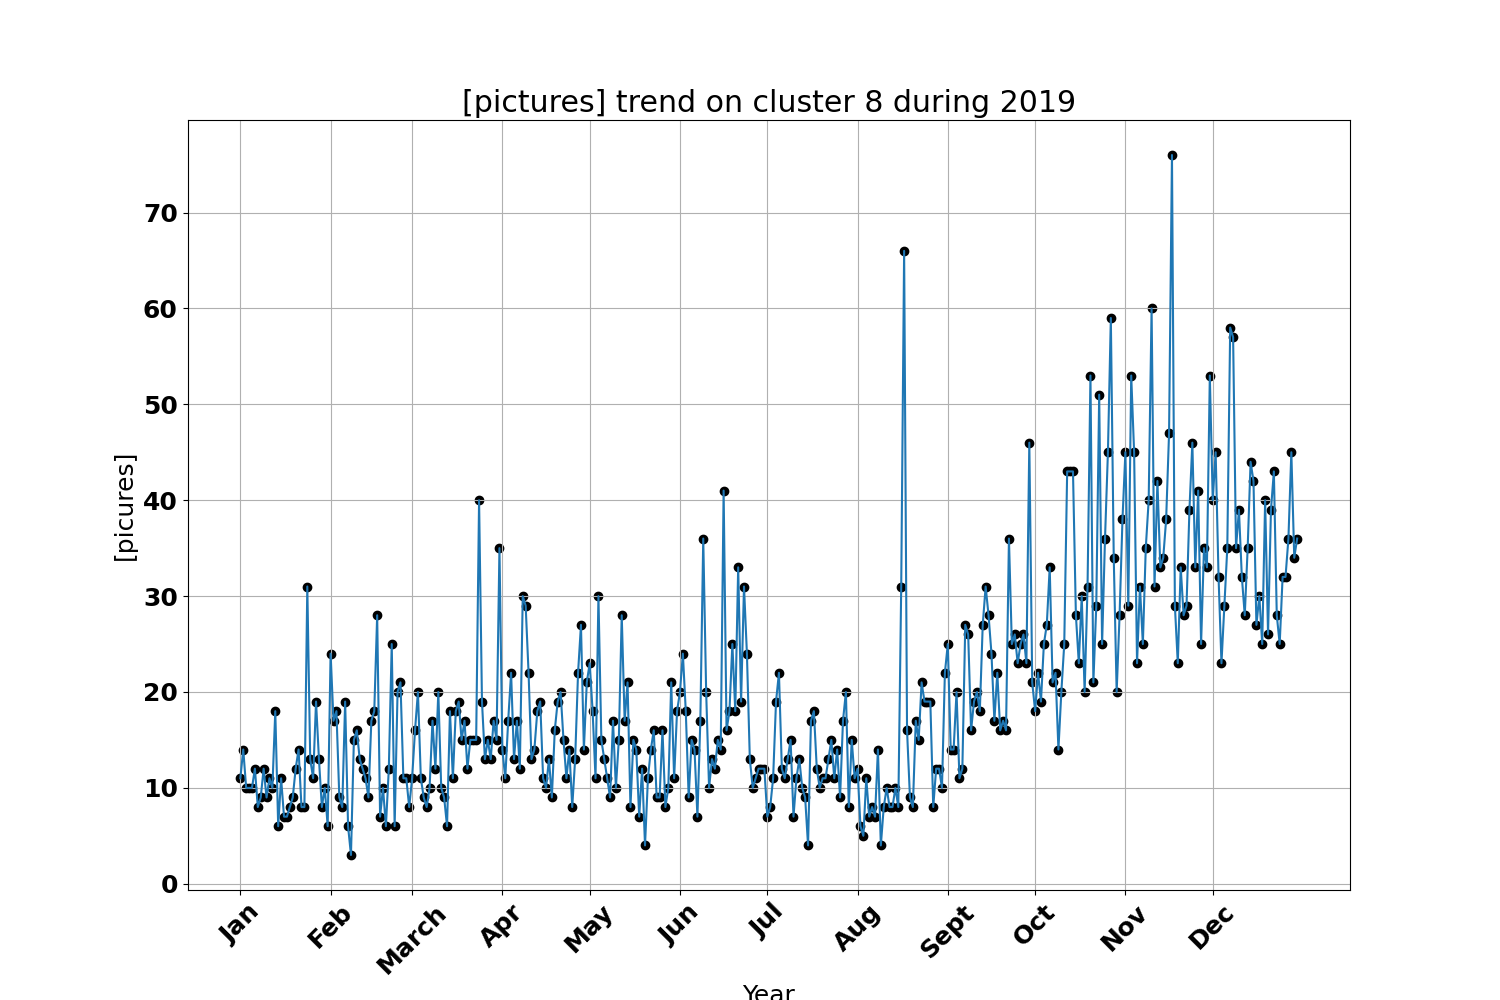 [pictures] trend on cluster 8 during 2019
70
60
50
40
30
20
10
0
[picures]
Jan
Feb
March
Apr
May
Jun
Jul
Aug
Sept
Oct
Nov
Dec
Year